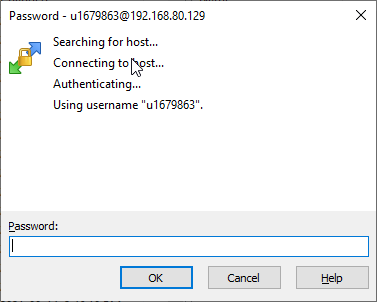 Password - u1679863@192.168.80.129
Searching for host...
Connecting to host...
Authenticating...
Using username "u1679863".
Password:
OK
Cancel
Help